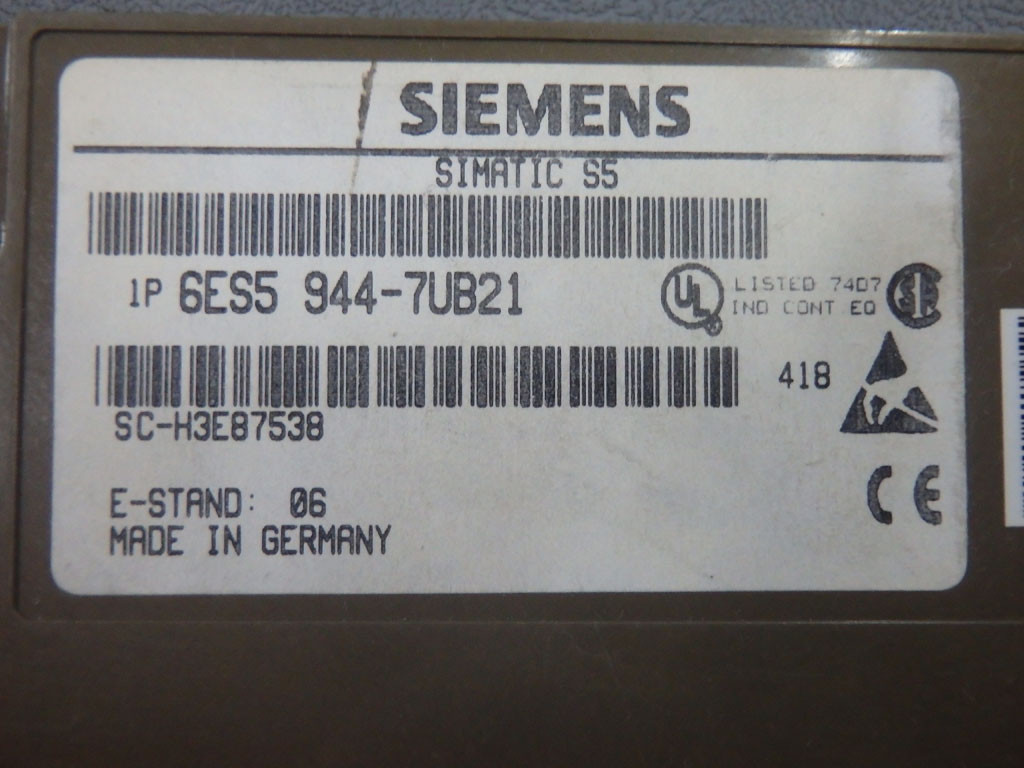 SIEMENS
SIMATIC S5
1P 6ES5 944-7UB21
UL LISTED 74D7
IND CONT EQ
418
SC-H3E87538
E-STAND: 06
MADE IN GERMANY
CE